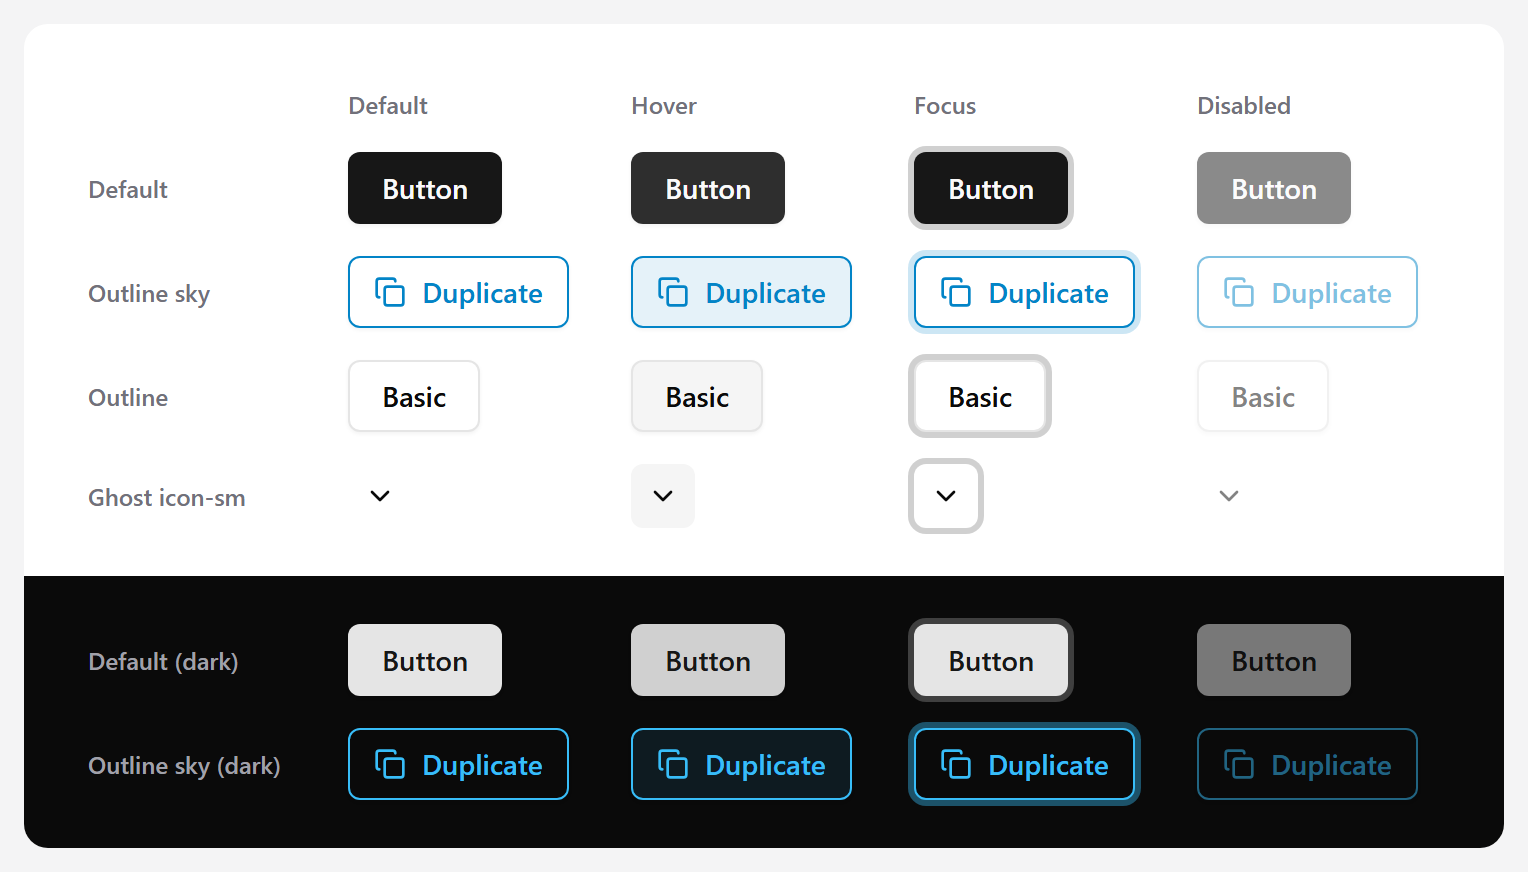 Default Hover Focus Disabled
Default Button Button Button Button
Outline sky Duplicate Duplicate Duplicate Duplicate
Outline Basic Basic Basic Basic
Ghost icon-sm
Default (dark) Button Button Button Button
Outline sky (dark) Duplicate Duplicate Duplicate Duplicate